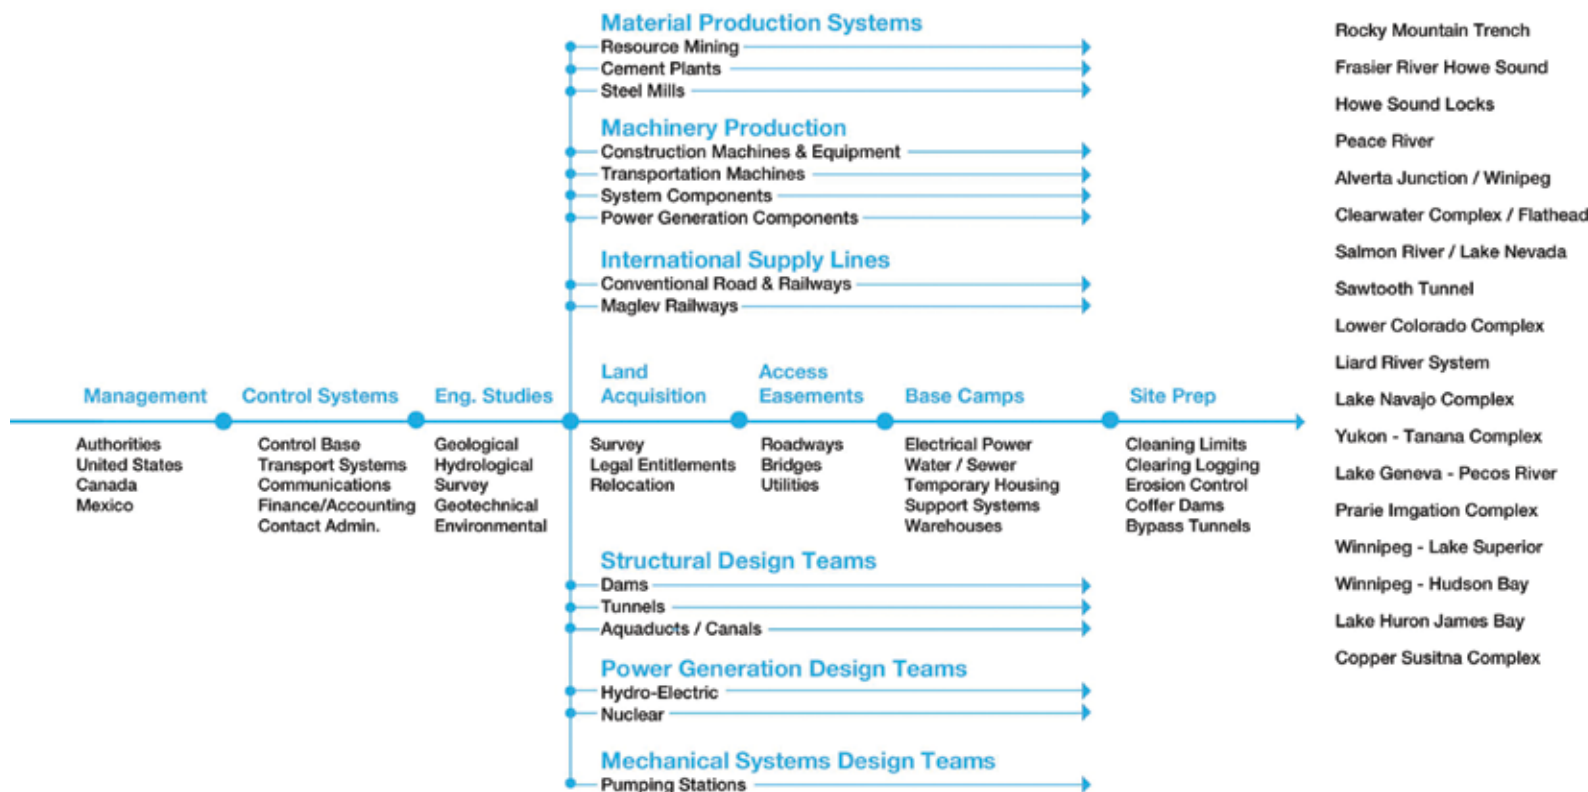 Material Production Systems
Resource Mining
Cement Plants
Steel Mills
Machinery Production
Construction Machines & Equipment
Transportation Machines
System Components
Power Generation Components
International Supply Lines
Conventional Road & Railways
Maglev Railways
Management
Authorities
United States
Canada
Mexico
Control Systems
Control Base
Transport Systems
Communications
Finance/Accounting
Contact Admin.
Eng. Studies
Geological
Hydrological
Survey
Geotechnical
Environmental
Land
Acquisition
Survey
Legal Entitlements
Relocation
Access
Easements
Roadways
Bridges
Utilities
Base Camps
Electrical Power
Water / Sewer
Temporary Housing
Support Systems
Warehouses
Site Prep
Cleaning Limits
Clearing Logging
Erosion Control
Coffer Dams
Bypass Tunnels
Structural Design Teams
Dams
Tunnels
Aquaducts / Canals
Power Generation Design Teams
Hydro-Electric
Nuclear
Mechanical Systems Design Teams
Pumping Stations
Rocky Mountain Trench
Frasier River Howe Sound
Howe Sound Locks
Peace River
Alverta Junction / Winipeg
Clearwater Complex / Flathead
Salmon River / Lake Nevada
Sawtooth Tunnel
Lower Colorado Complex
Liard River System
Lake Navajo Complex
Yukon - Tanana Complex
Lake Geneva - Pecos River
Prarie Imgation Complex
Winnipeg - Lake Superior
Winnipeg - Hudson Bay
Lake Huron James Bay
Copper Susitna Complex